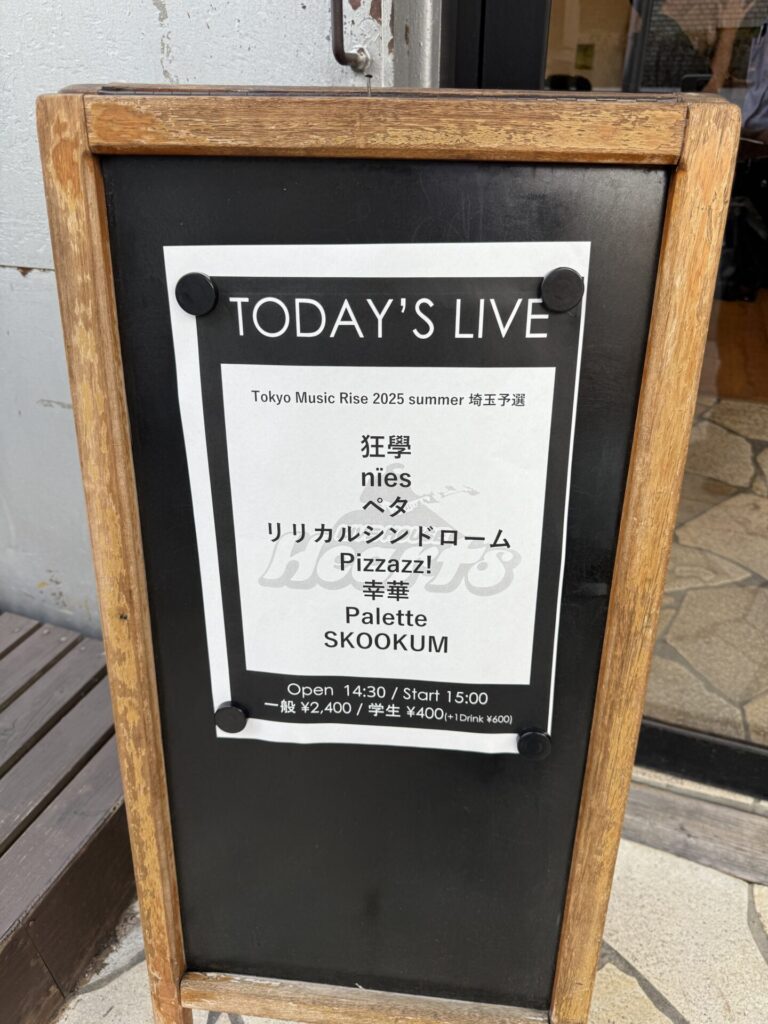 TODAY'S LIVE
Tokyo Music Rise 2025 summer 埼玉予選
狂學
nïes
ペタ
リリカルシンドローム
Pizzazz!
幸華
Palette
SKOOKUM
Hearts
Open 14:30 / Start 15:00
一般 ¥2,400 / 学生 ¥400(+1Drink ¥600)